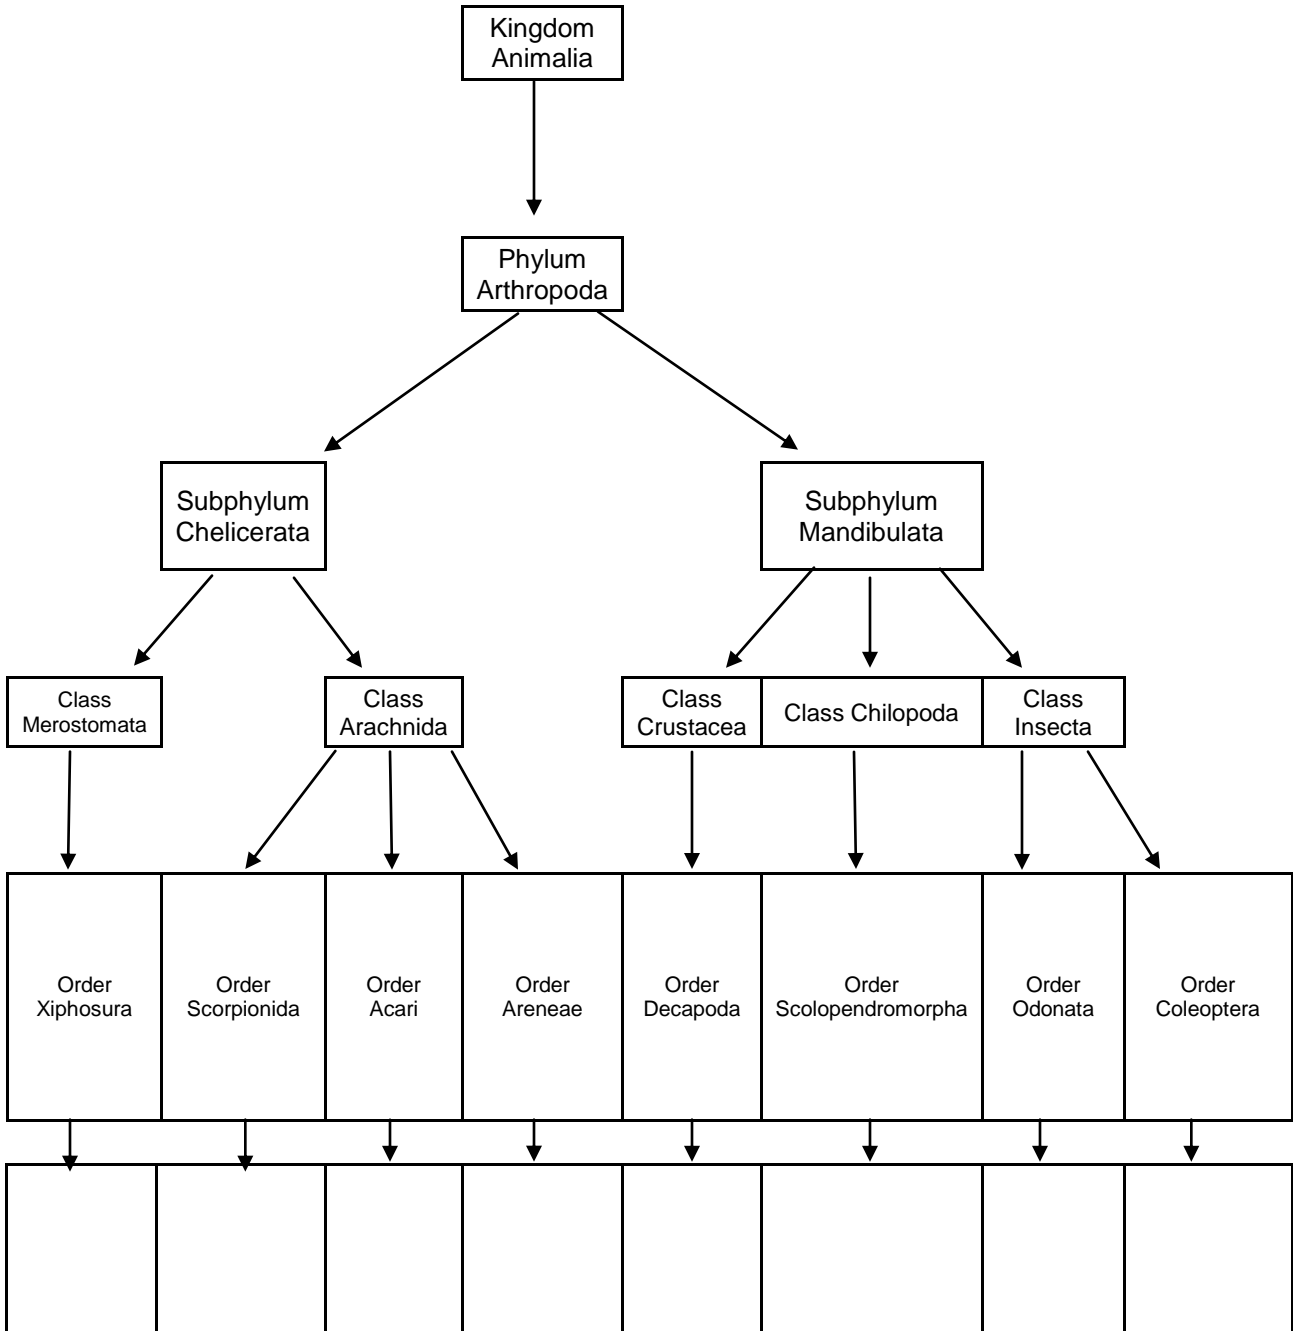 Kingdom
Animalia
Phylum
Arthropoda
Subphylum
Chelicerata
Subphylum
Mandibulata
Class
Merostomata
Class
Arachnida
Class
Crustacea
Class Chilopoda
Class
Insecta
Order
Xiphosura
Order
Scorpionida
Order
Acari
Order
Areneae
Order
Decapoda
Order
Scolopendromorpha
Order
Odonata
Order
Coleoptera